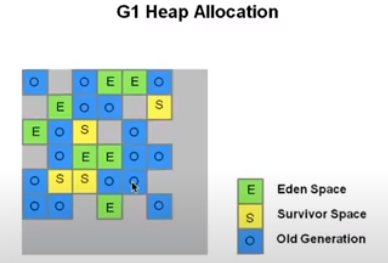 G1 Heap Allocation
O O E E O
E O O S
E O S O
O E E O O
O S S O O
O O E O
E Eden Space
S Survivor Space
O Old Generation